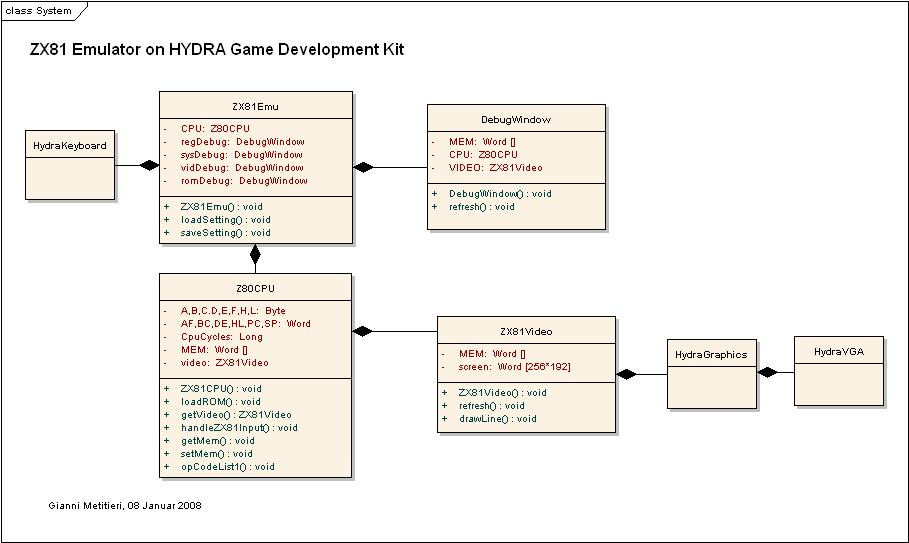 class System
ZX81 Emulator on HYDRA Game Development Kit
HydraKeyboard
ZX81Emu
- CPU: Z80CPU
- regDebug: DebugWindow
- sysDebug: DebugWindow
- vidDebug: DebugWindow
- romDebug: DebugWindow
+ ZX81Emu() : void
+ loadSetting() : void
+ saveSetting() : void
DebugWindow
- MEM: Word []
- CPU: Z80CPU
- VIDEO: ZX81Video
+ DebugWindow() : void
+ refresh() : void
Z80CPU
- A,B,C.D,E,F,H,L: Byte
- AF,BC,DE,HL,PC,SP: Word
- CpuCycles: Long
- MEM: Word []
- video: ZX81Video
+ ZX81CPU() : void
+ loadROM() : void
+ getVideo() : ZX81Video
+ handleZX81Input() : void
+ getMem() : void
+ setMem() : void
+ opCodeList1() : void
ZX81Video
- MEM: Word []
- screen: Word [256*192]
+ ZX81Video() : void
+ refresh() : void
+ drawLine() : void
HydraGraphics
HydraVGA
Gianni Metitieri, 08 Januar 2008